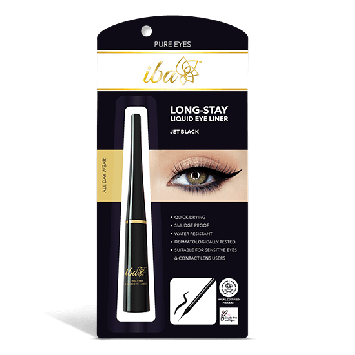 PURE EYES
iba
LONG-STAY
LIQUID EYE LINER
JET BLACK
ALL DAY WEAR
• QUICK DRYING
• SMUDGE PROOF
• WATER RESISTANT
• DERMATOLOGICALLY TESTED
• SUITABLE FOR SENSITIVE EYES
& CONTACT LENS USERS
iba